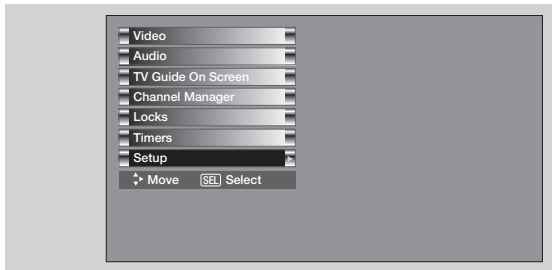 Video
Audio
TV Guide On Screen
Channel Manager
Locks
Timers
Setup
Move SEL Select